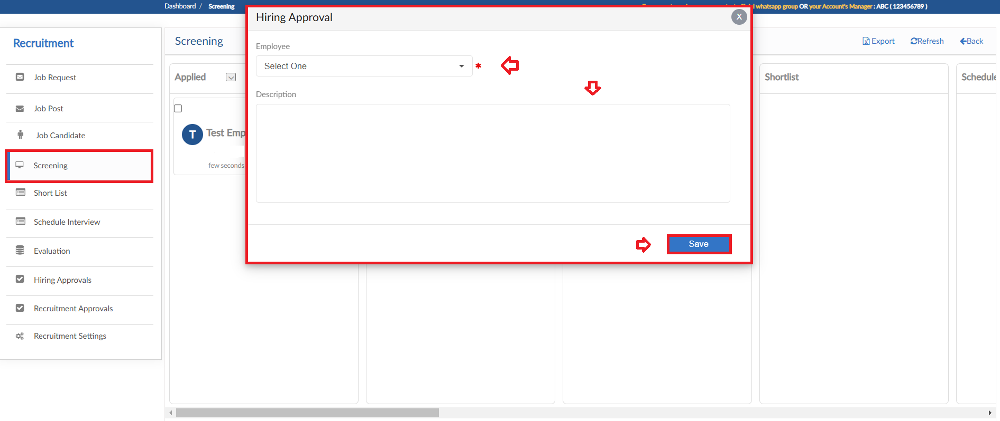 Dashboard / Screening
whatsapp group OR your Account's Manager : ABC ( 123456789 )
Hiring Approval
X
Recruitment
Screening
Export
Refresh
Back
Employee
Select One
*
Applied
Shortlist
Schedule
Job Request
Description
Job Post
Job Candidate
T
Test Emp
few seconds
Screening
Short List
Schedule Interview
Save
Evaluation
Hiring Approvals
Recruitment Approvals
Recruitment Settings